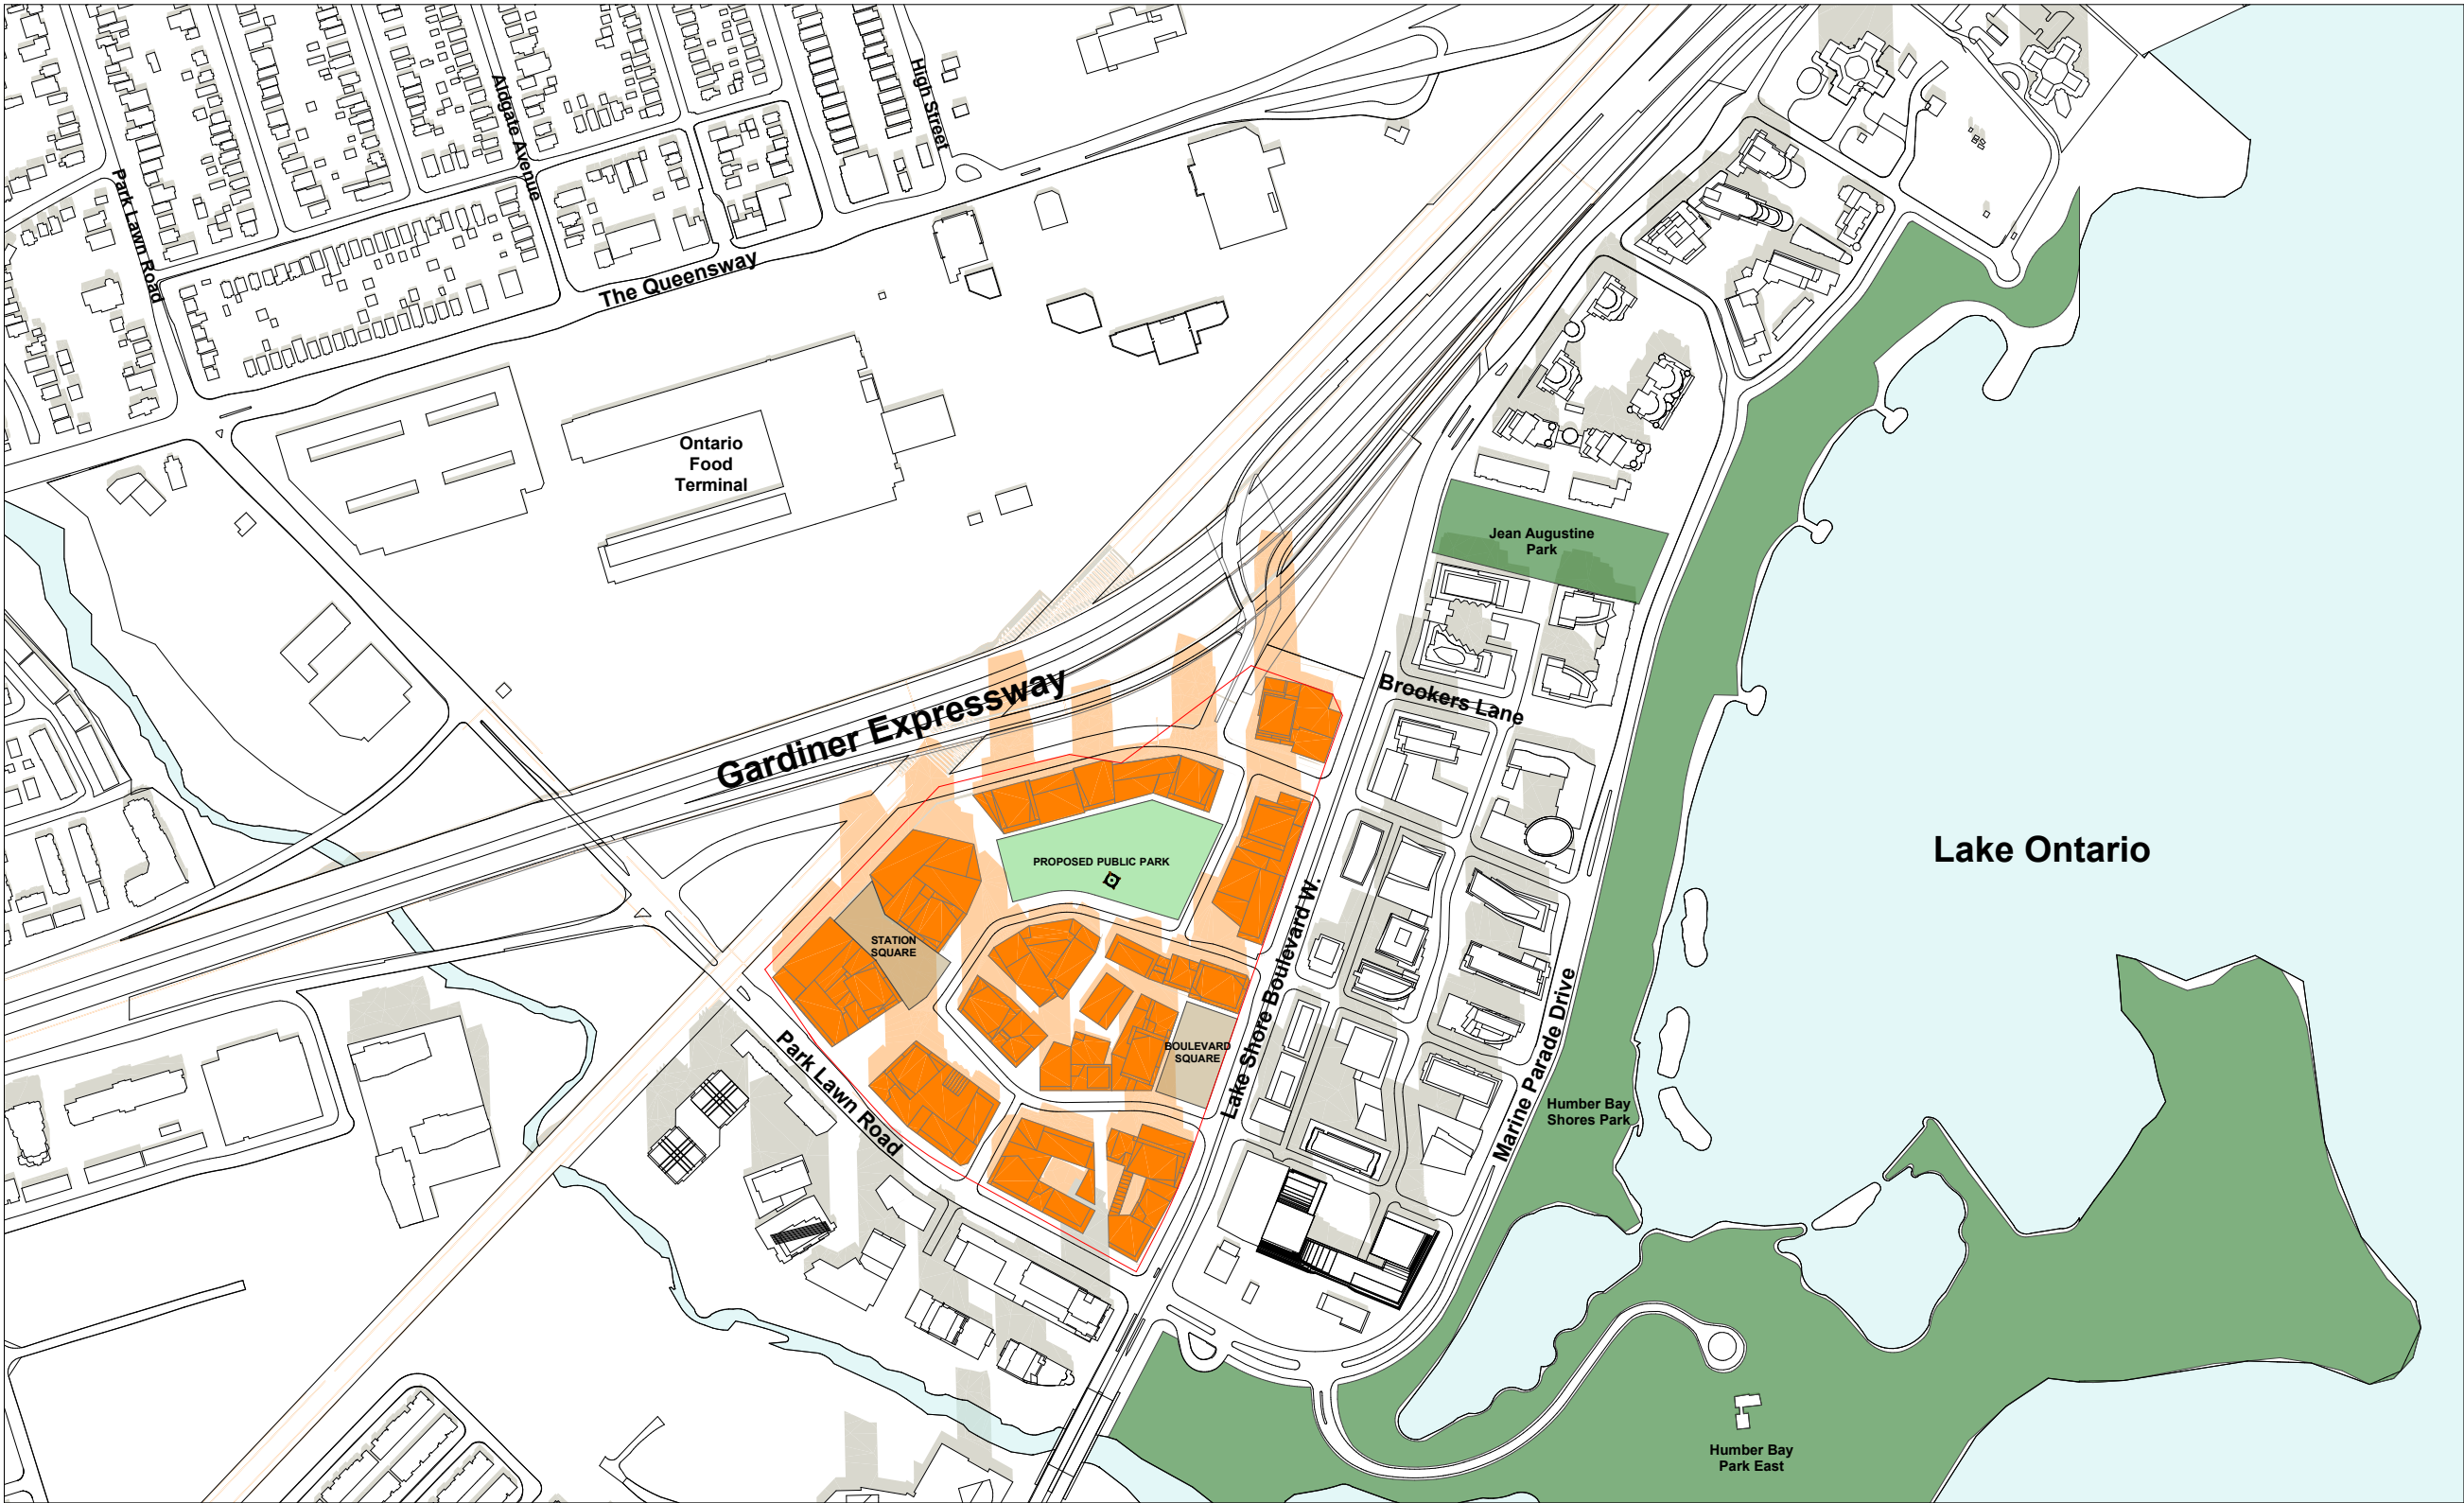 High Street
Aldgate Avenue
Park Lawn Road
The Queensway
Ontario
Food
Terminal
Jean Augustine
Park
Brookers Lane
Gardiner Expressway
PROPOSED PUBLIC PARK
Lake Ontario
STATION
SQUARE
Lake Shore Boulevard W.
BOULEVARD
SQUARE
Marine Parade Drive
Park Lawn Road
Humber Bay
Shores Park
Humber Bay
Park East